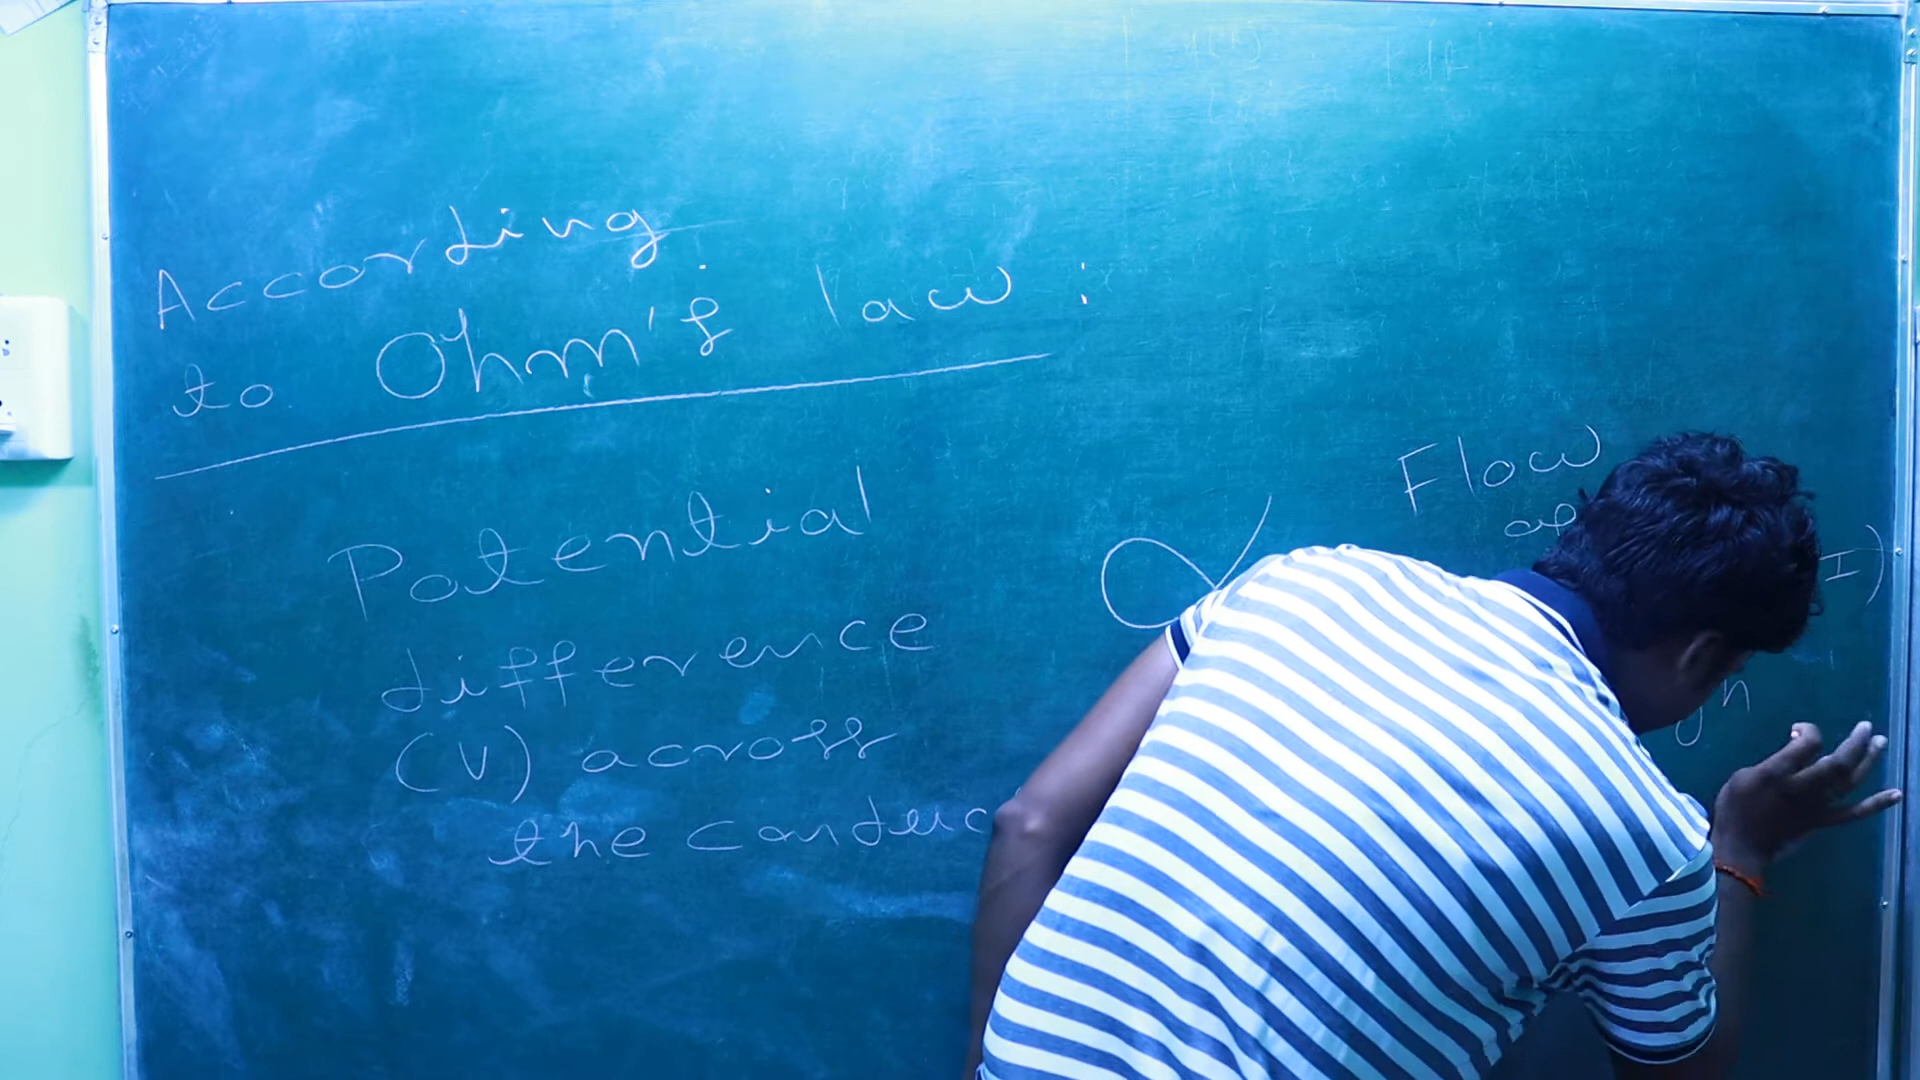 According
to Ohm's law :
Potential
difference
(V) across
the conduc
∝
Flow
I)